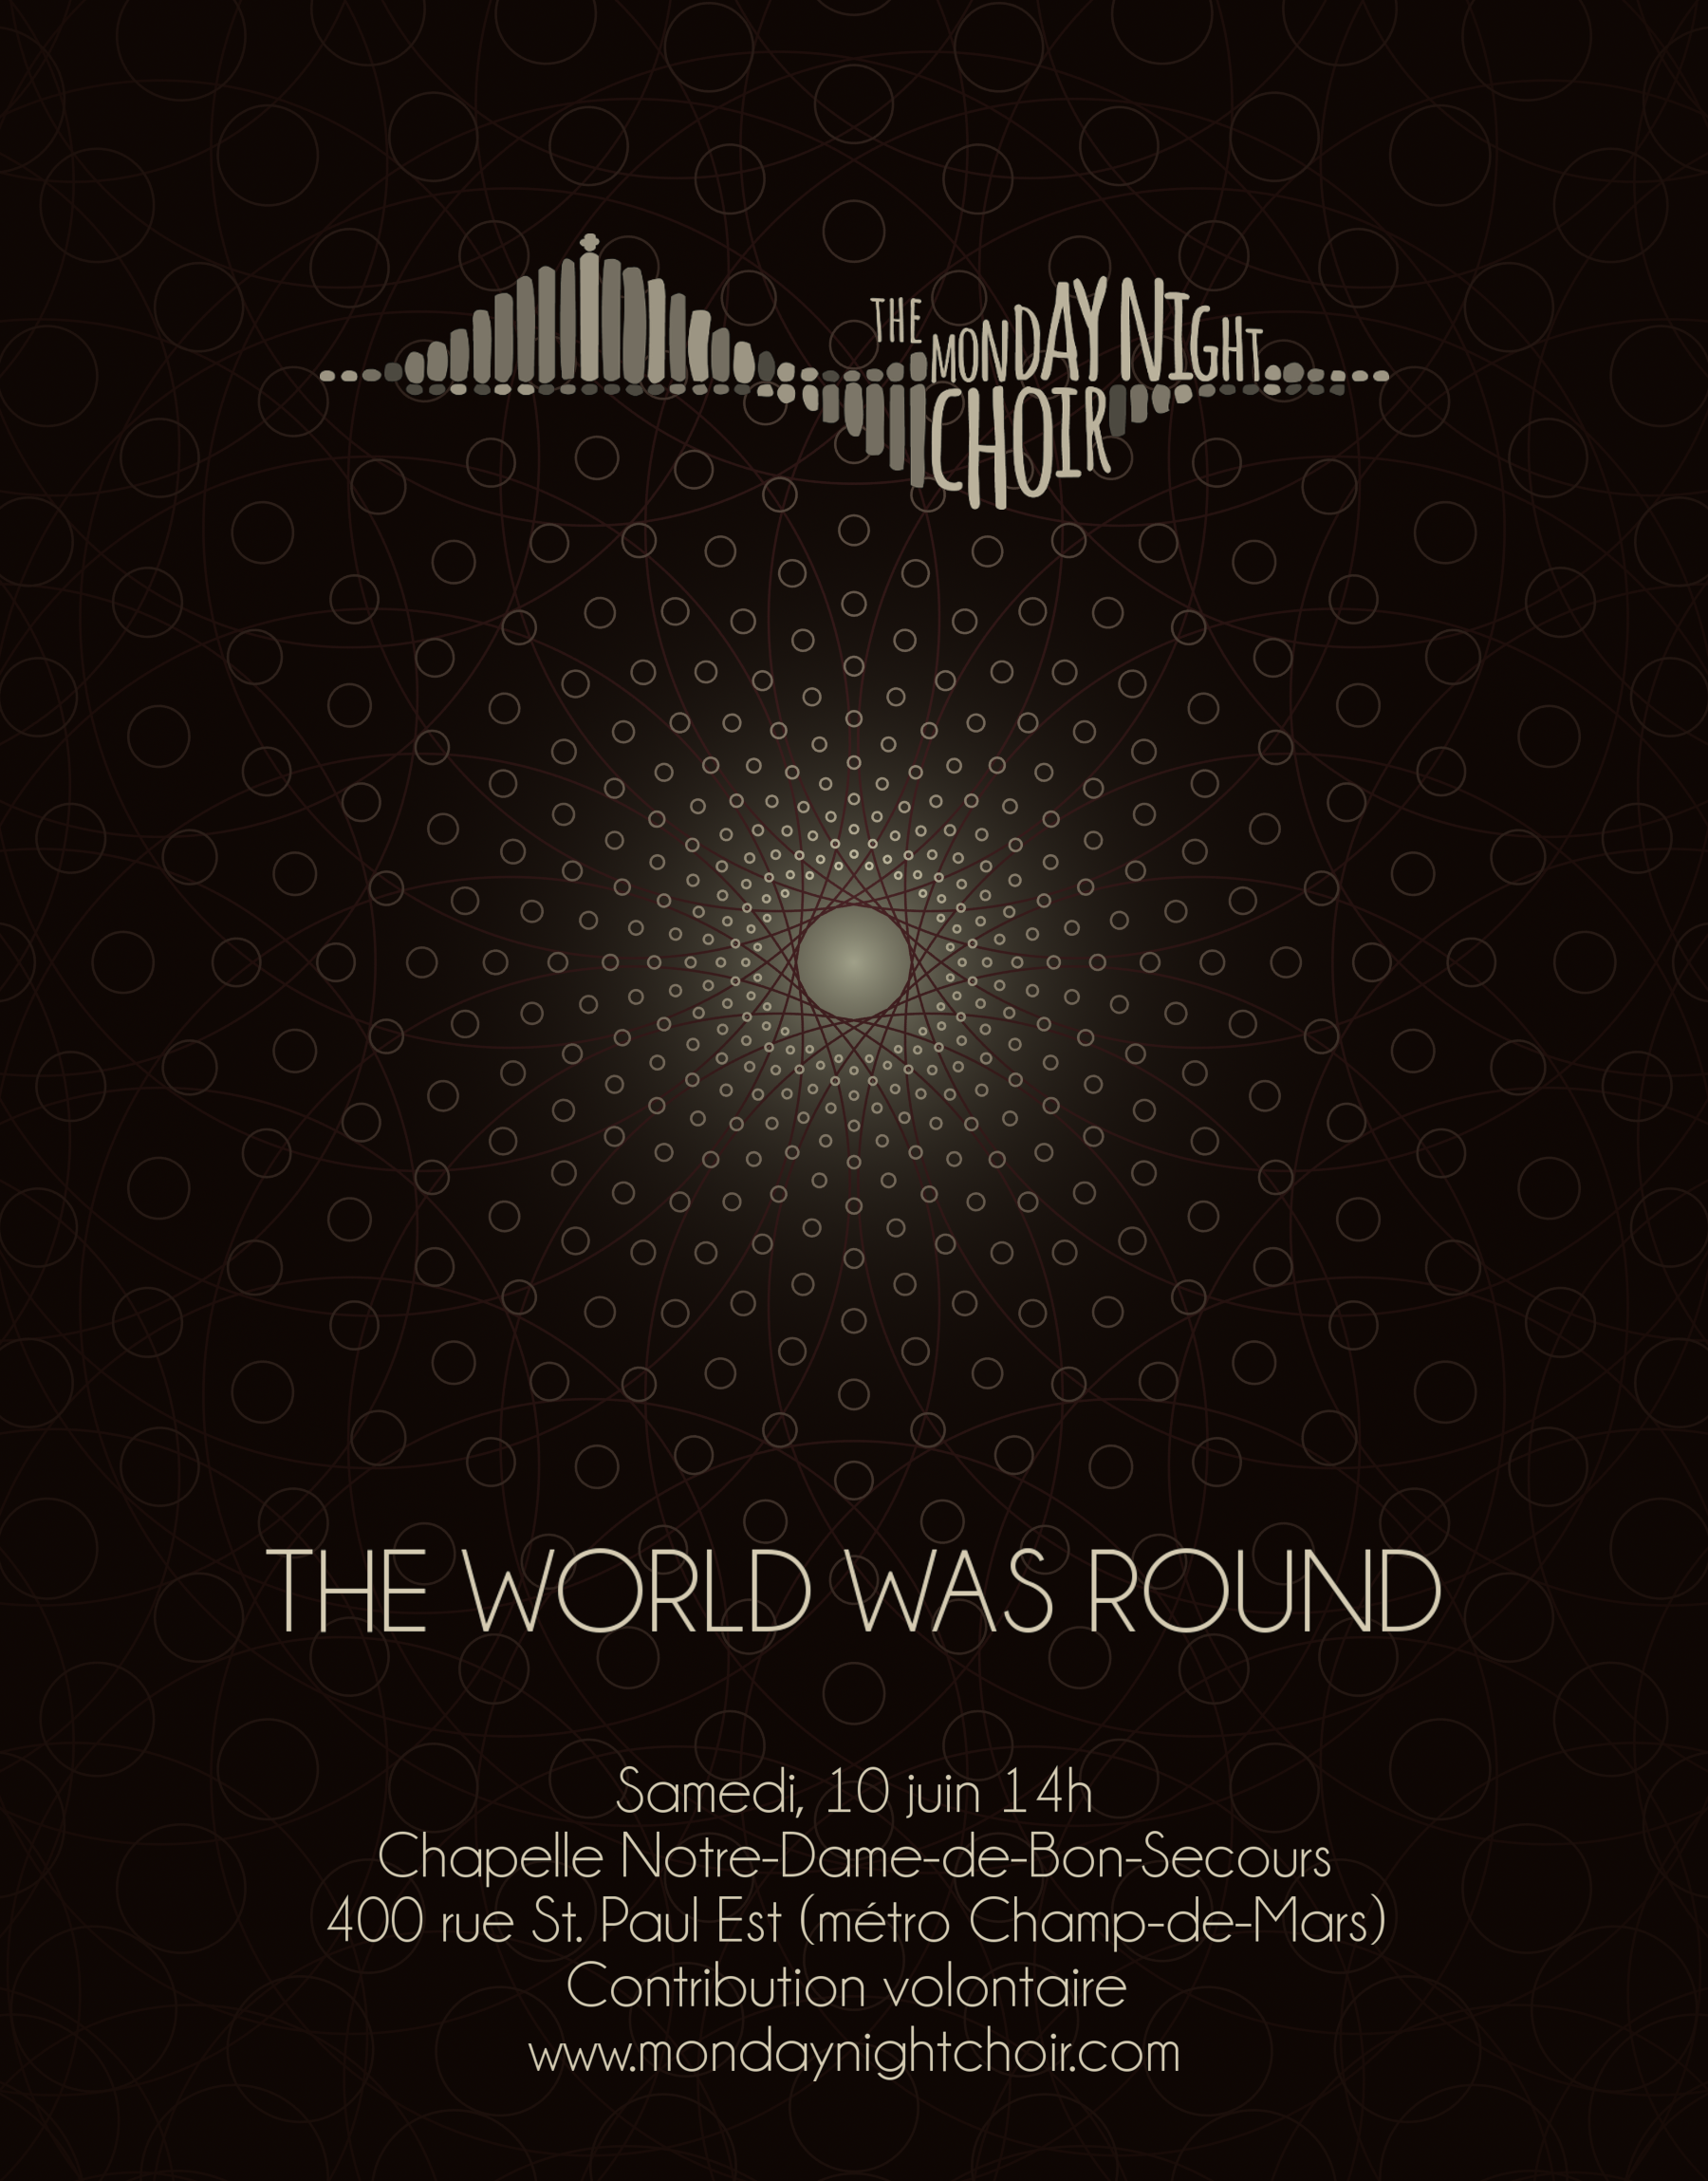 THE MONDAY NIGHT
CHOIR
THE WORLD WAS ROUND
Samedi, 10 juin 14h
Chapelle Notre-Dame-de-Bon-Secours
400 rue St. Paul Est (métro Champ-de-Mars)
Contribution volontaire
www.mondaynightchoir.com